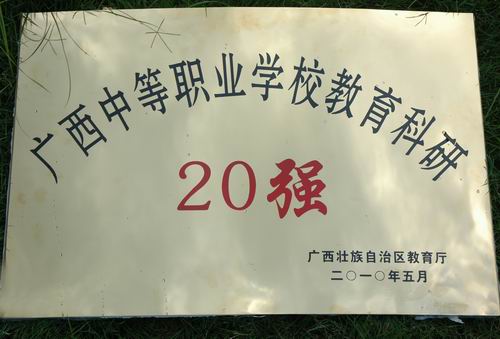 广西中等职业学校教育科研
20强
广西壮族自治区教育厅
二〇一〇年五月